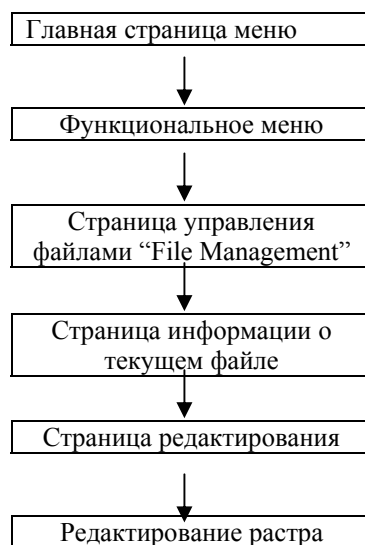 Главная страница меню
Функциональное меню
Страница управления
файлами “File Management”
Страница информации о
текущем файле
Страница редактирования
Редактирование растра